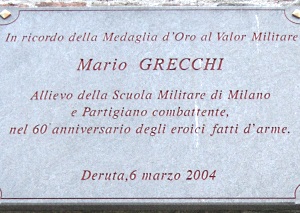 In ricordo della Medaglia d'Oro al Valor Militare
Mario GRECCHI
Allievo della Scuola Militare di Milano
e Partigiano combattente,
nel 60° anniversario degli eroici fatti d'arme.
Deruta,6 marzo 2004